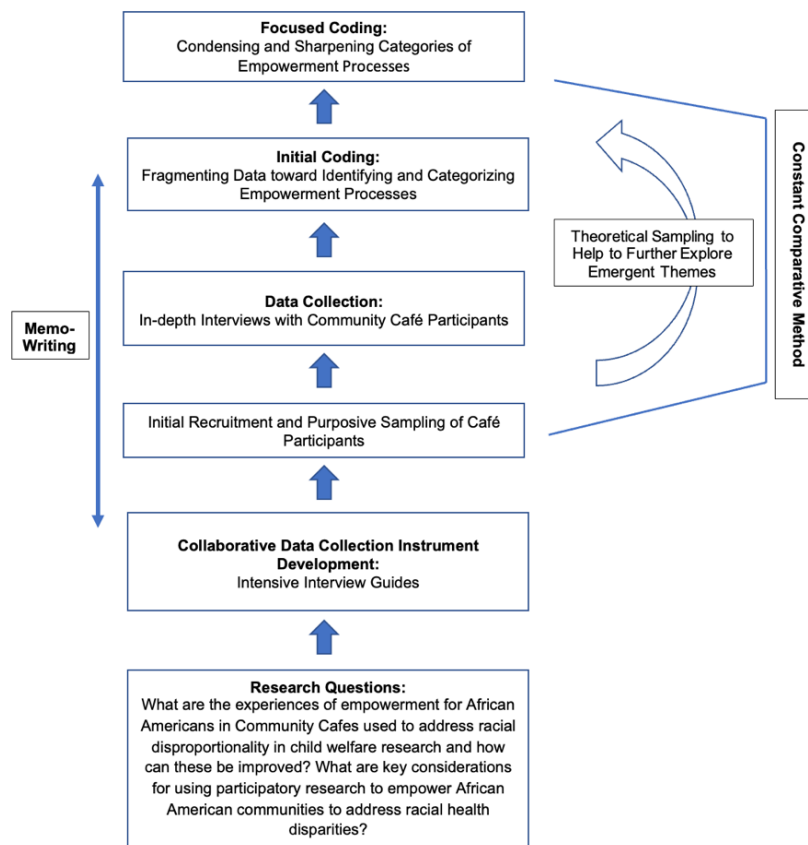 Focused Coding:
Condensing and Sharpening Categories of
Empowerment Processes
Initial Coding:
Fragmenting Data toward Identifying and Categorizing
Empowerment Processes
Theoretical Sampling to
Help to Further Explore
Emergent Themes
Constant Comparative Method
Data Collection:
In-depth Interviews with Community Café Participants
Memo-
Writing
Initial Recruitment and Purposive Sampling of Café
Participants
Collaborative Data Collection Instrument
Development:
Intensive Interview Guides
Research Questions:
What are the experiences of empowerment for African
Americans in Community Cafes used to address racial
disproportionality in child welfare research and how
can these be improved? What are key considerations
for using participatory research to empower African
American communities to address racial health
disparities?